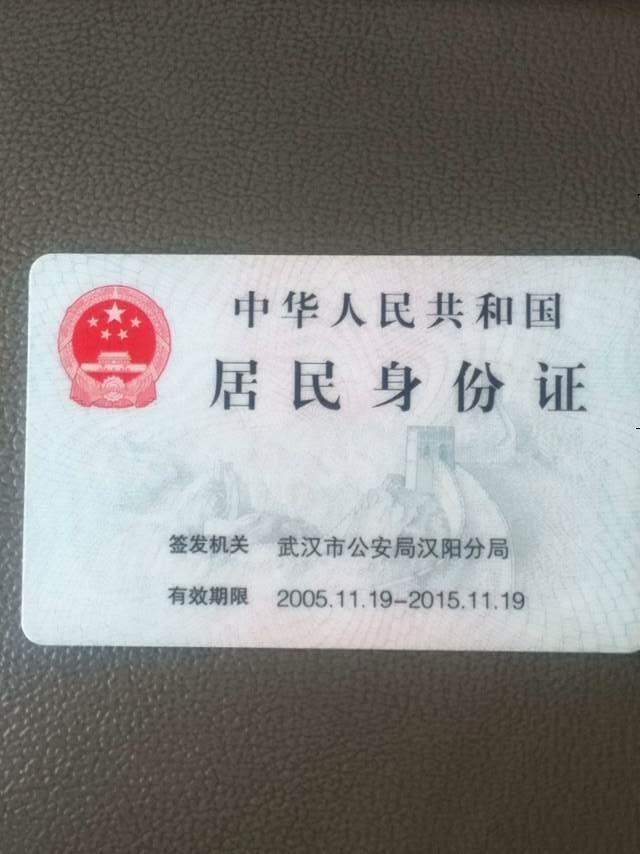 中华人民共和国
居民身份证
签发机关 武汉市公安局汉阳分局
有效期限 2005.11.19-2015.11.19